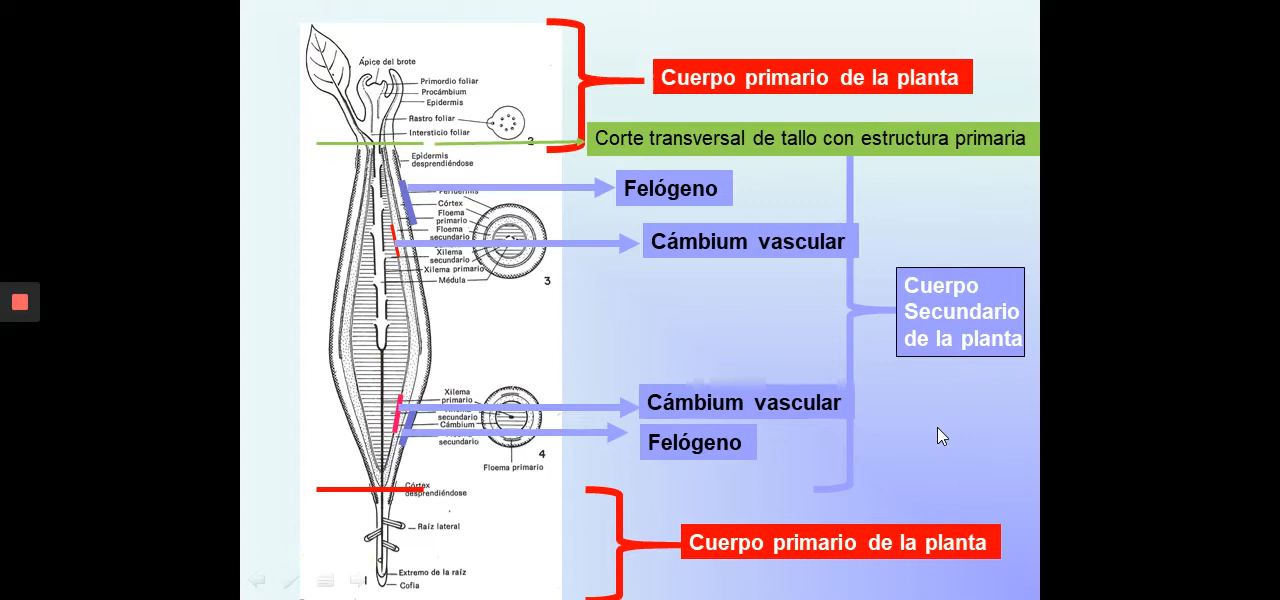 Ápice del brote
Primordio foliar
Procámbium
Epidermis
Rastro foliar
Intersticio foliar
2
Cuerpo primario de la planta
Corte transversal de tallo con estructura primaria
Epidermis
desprendiéndose
Peridermis
Córtex
Floema
primario
Floema
secundario
Xilema
secundario
Xilema primario
Médula
3
Felógeno
Cámbium vascular
Cuerpo
Secundario
de la planta
Xilema
primario
secundario
Cámbium
secundario
4
Floema primario
Cámbium vascular
Felógeno
Córtex
desprendiéndose
Raíz lateral
Extremo de la raíz
Cofia
1
Cuerpo primario de la planta